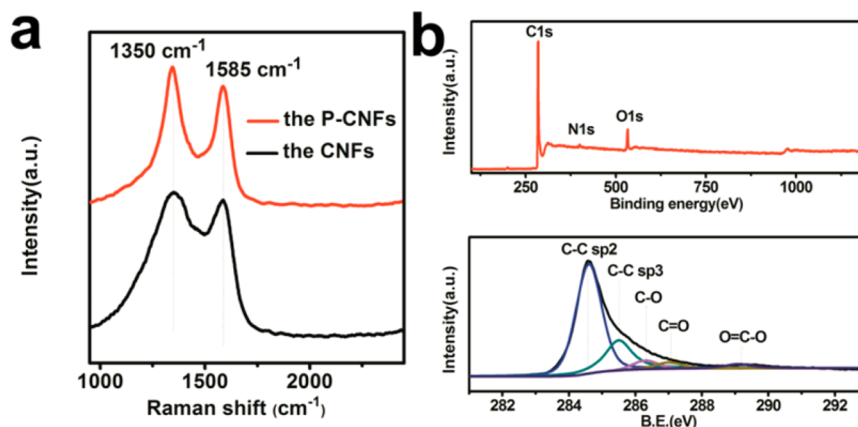 a
1350 cm⁻¹
1585 cm⁻¹
the P-CNFs
the CNFs
Intensity(a.u.)
1000 1500 2000
Raman shift (cm⁻¹)
b
C1s
N1s
O1s
Intensity(a.u.)
250 500 750 1000
Binding energy(eV)
C-C sp2
C-C sp3
C-O
C=O
O=C-O
Intensity(a.u.)
282 284 286 288 290 292
B.E.(eV)